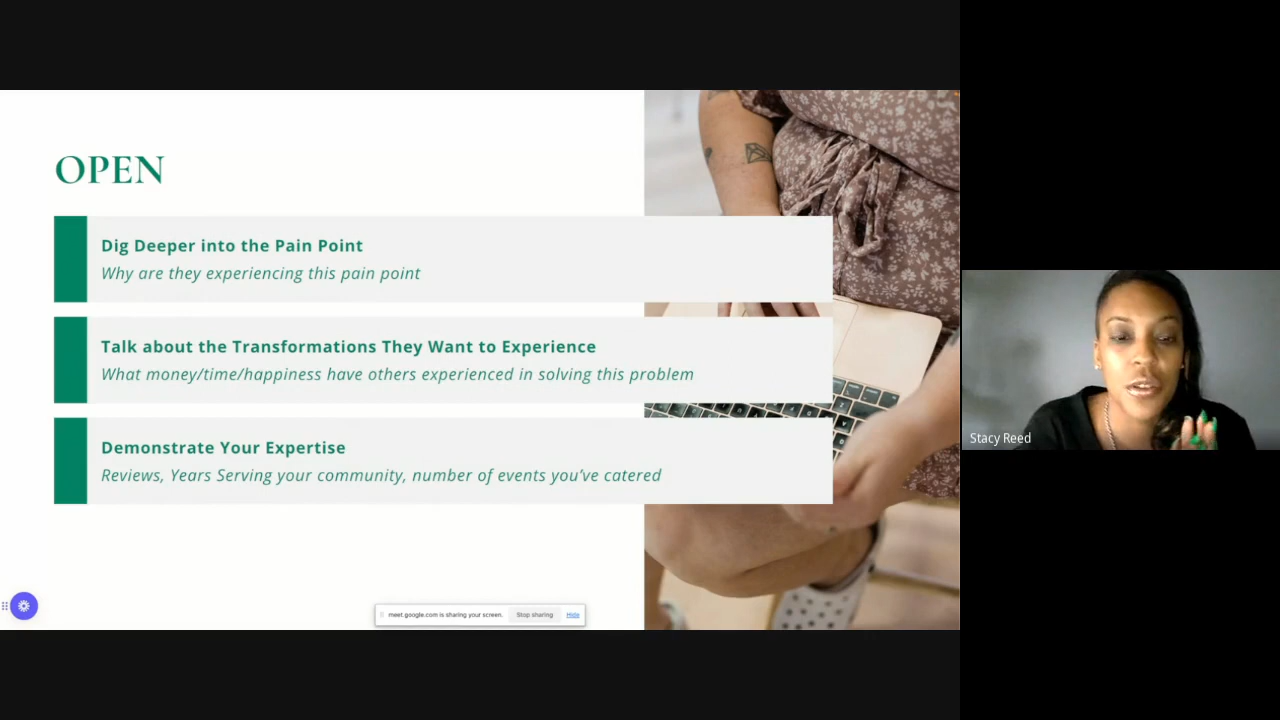 OPEN
Dig Deeper into the Pain Point
Why are they experiencing this pain point
Talk about the Transformations They Want to Experience
What money/time/happiness have others experienced in solving this problem
Demonstrate Your Expertise
Reviews, Years Serving your community, number of events you've catered
meet.google.com is sharing your screen. Stop sharing Hide
Stacy Reed